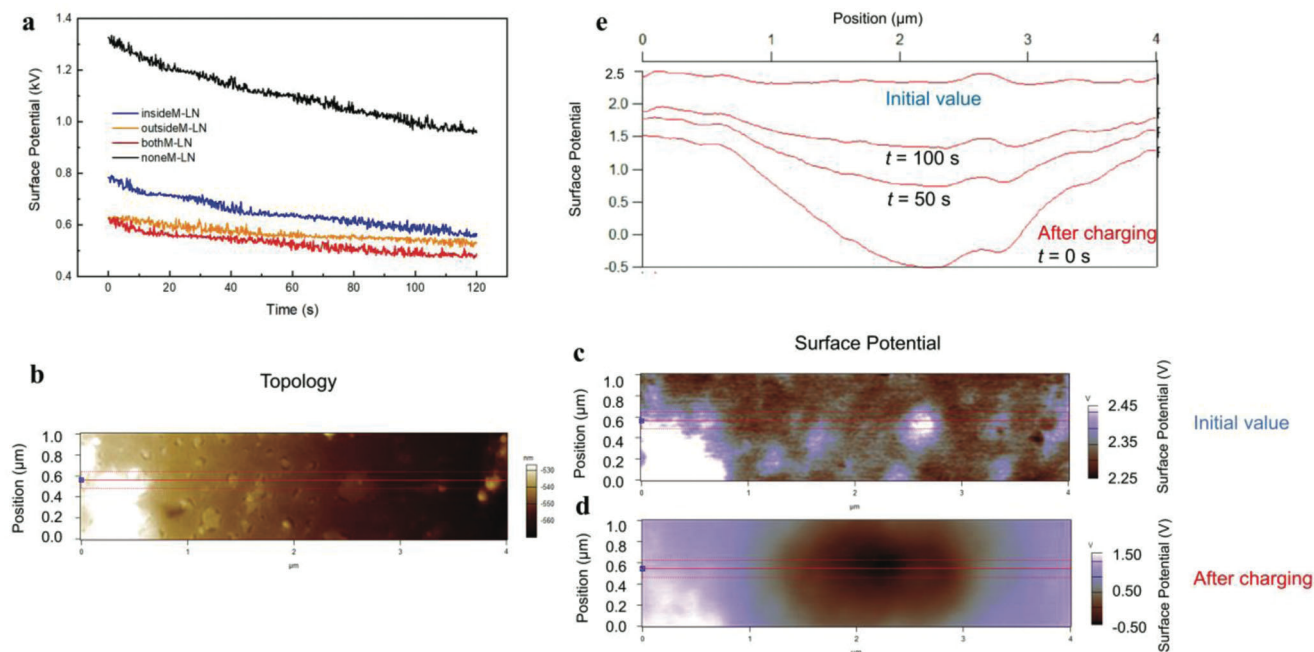 a
1.4
1.2
1.0
0.8
0.6
0.4
Surface Potential (kV)
insideM-LN
outsideM-LN
bothM-LN
noneM-LN
0 20 40 60 80 100 120
Time (s)
e
Position (µm)
0 1 2 3 4
2.5
2.0
1.5
1.0
0.5
0.0
-0.5
Surface Potential
Initial value
t = 100 s
t = 50 s
After charging
t = 0 s
b
Topology
1.0
0.8
0.6
0.4
0.2
0.0
Position (µm)
0 1 2 3 4
µm
nm
-530
-540
-550
-560
Surface Potential
c
1.0
0.8
0.6
0.4
0.2
0.0
Position (µm)
0 1 2 3 4
µm
V
2.45
2.35
2.25
Surface Potential (V)
Initial value
d
1.0
0.8
0.6
0.4
0.2
0.0
Position (µm)
0 1 2 3 4
µm
V
1.50
0.50
-0.50
Surface Potential (V)
After charging